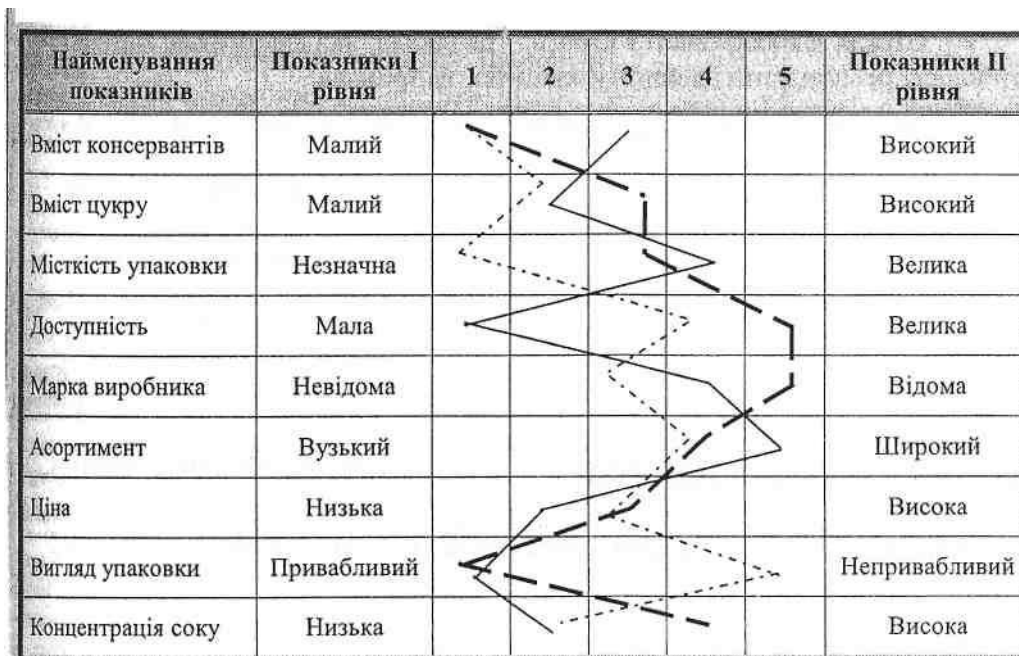 Найменування показників Показники I рівня 1 2 3 4 5 Показники II рівня
Вміст консервантів Малий Високий
Вміст цукру Малий Високий
Місткість упаковки Незначна Велика
Доступність Мала Велика
Марка виробника Невідома Відома
Асортимент Вузький Широкий
Ціна Низька Висока
Вигляд упаковки Привабливий Непривабливий
Концентрація соку Низька Висока